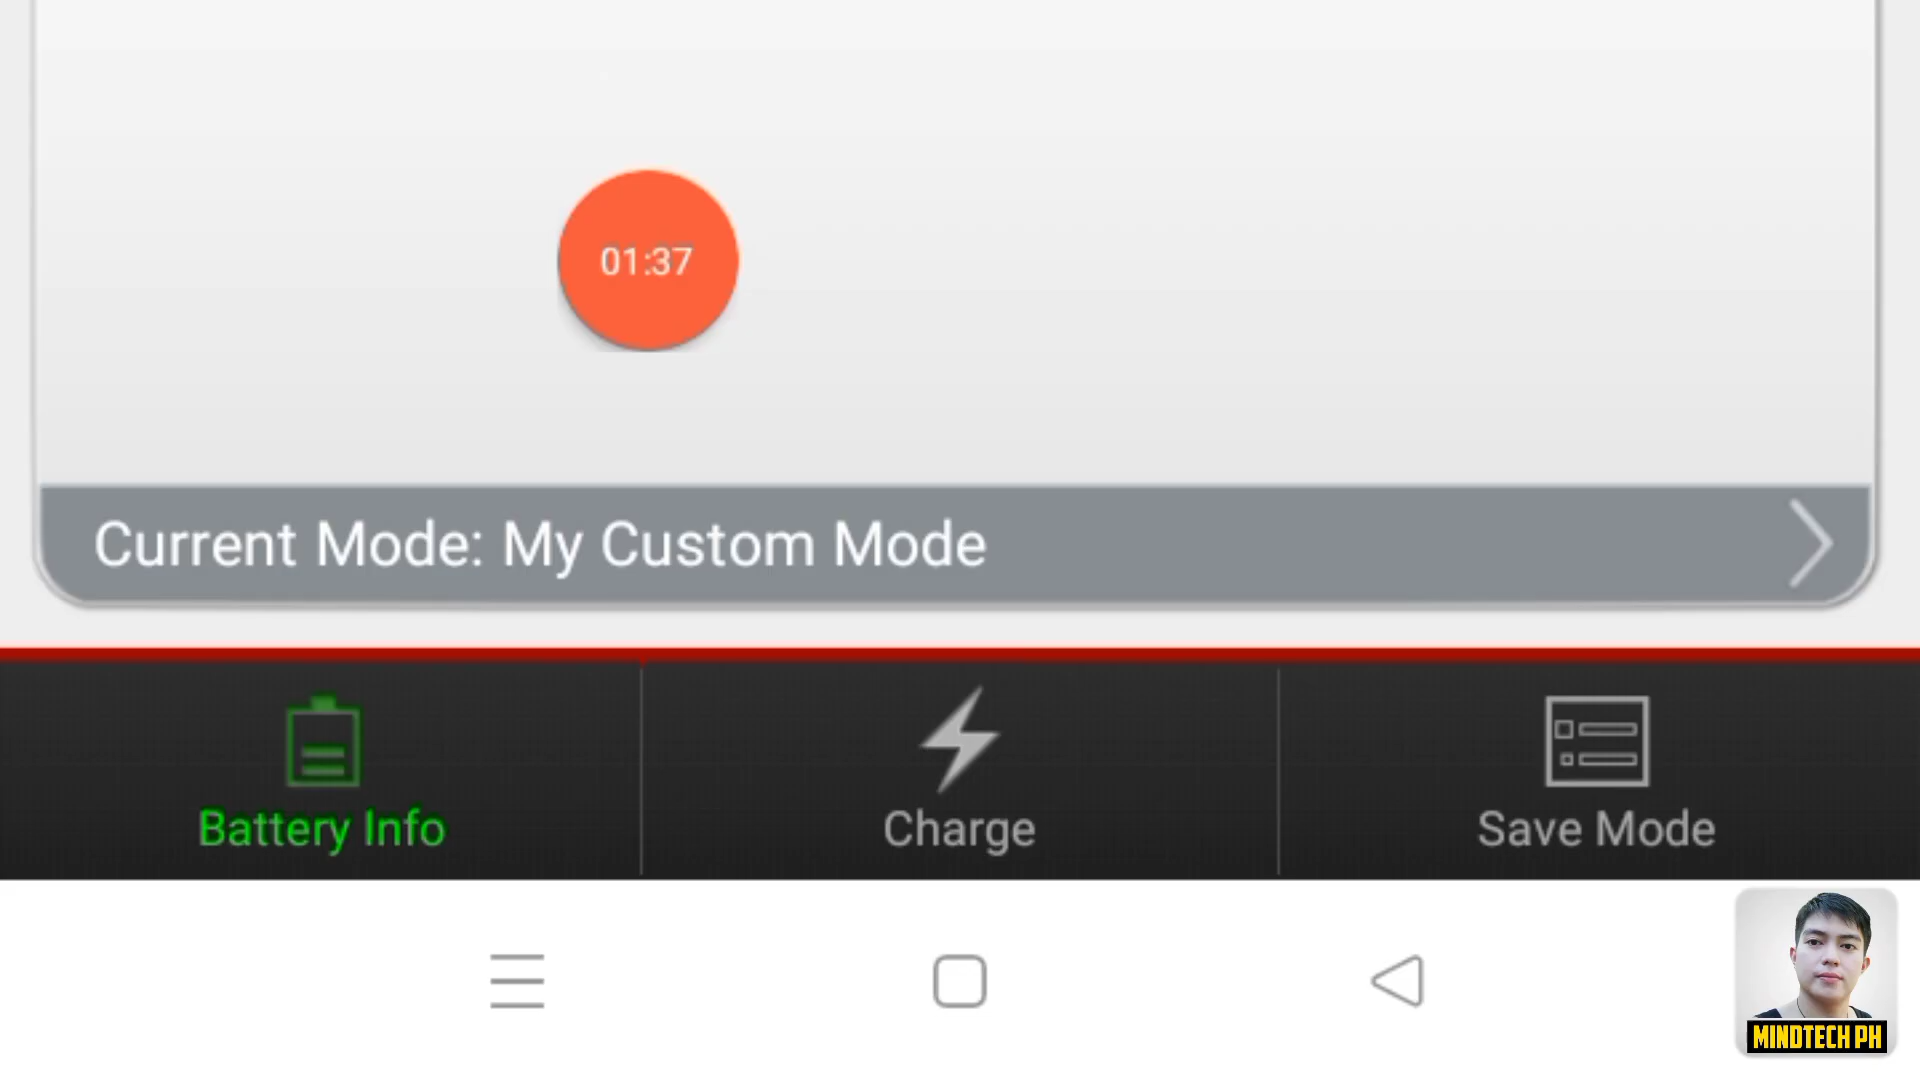 01:37
Current Mode: My Custom Mode
Battery Info
Charge
Save Mode
MINDTECH PH